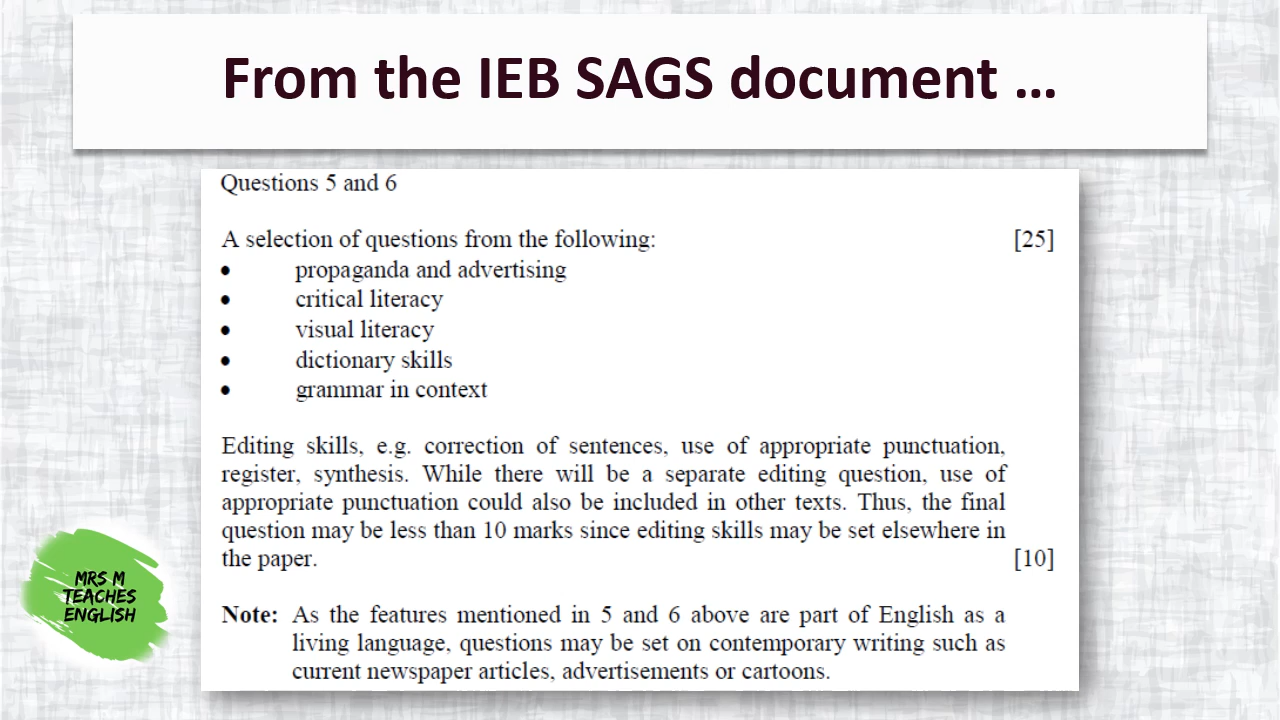 From the IEB SAGS document ...
Questions 5 and 6
A selection of questions from the following: [25]
• propaganda and advertising
• critical literacy
• visual literacy
• dictionary skills
• grammar in context
Editing skills, e.g. correction of sentences, use of appropriate punctuation,
register, synthesis. While there will be a separate editing question, use of
appropriate punctuation could also be included in other texts. Thus, the final
question may be less than 10 marks since editing skills may be set elsewhere in
the paper. [10]
Note: As the features mentioned in 5 and 6 above are part of English as a
living language, questions may be set on contemporary writing such as
current newspaper articles, advertisements or cartoons.
MRS M
TEACHES
ENGLISH